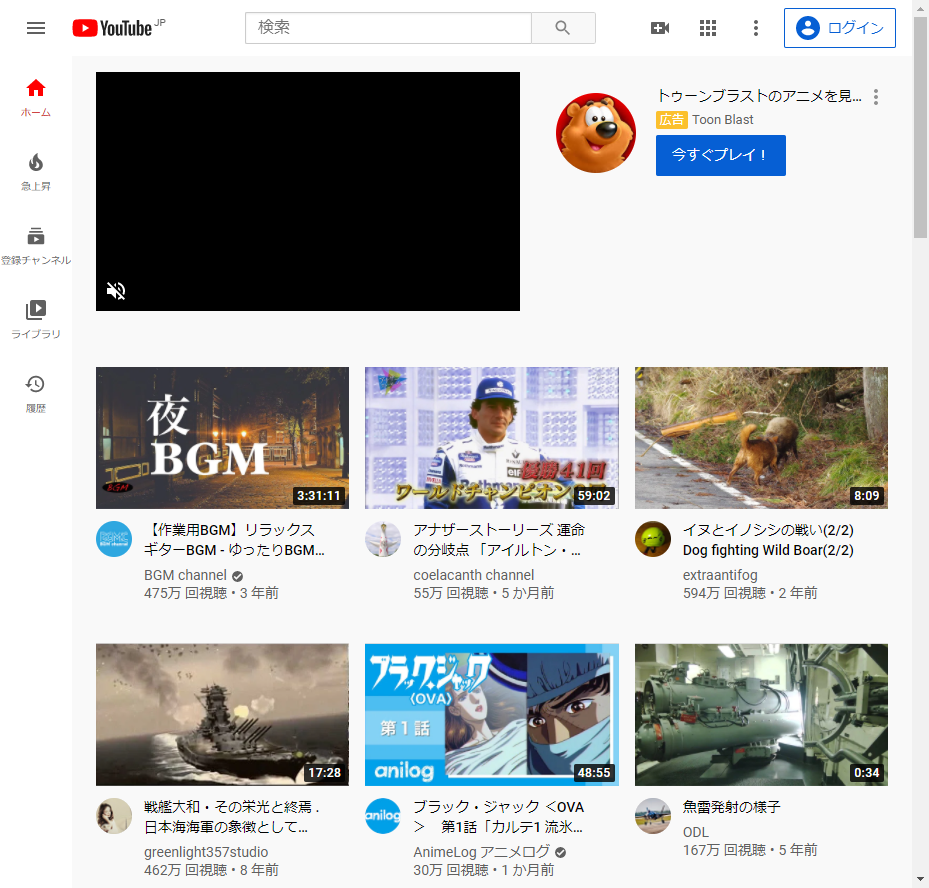 YouTube JP
検索
ログイン
ホーム
急上昇
登録チャンネル
ライブラリ
履歴
トゥーンブラストのアニメを見...
広告 Toon Blast
今すぐプレイ！
夜
BGM
BGM
3:31:11
【作業用BGM】リラックス
ギターBGM - ゆったりBGM...
BGM channel
475万 回視聴・3 年前
elf
優勝41回
ワールドチャンピオン
59:02
アナザーストーリーズ 運命
の分岐点 「アイルトン・...
coelacanth channel
55万 回視聴・5 か月前
8:09
イヌとイノシシの戦い(2/2)
Dog fighting Wild Boar(2/2)
extraantifog
594万 回視聴・2 年前
17:28
戦艦大和・その栄光と終焉 .
日本海海軍の象徴として...
greenlight357studio
462万 回視聴・8 年前
ブラック・ジャック
〈OVA〉
第1話
anilog
48:55
anilog
ブラック・ジャック ＜OVA
＞　第1話「カルテ1 流氷...
AnimeLog アニメログ
30万 回視聴・1 か月前
0:34
魚雷発射の様子
ODL
167万 回視聴・5 年前